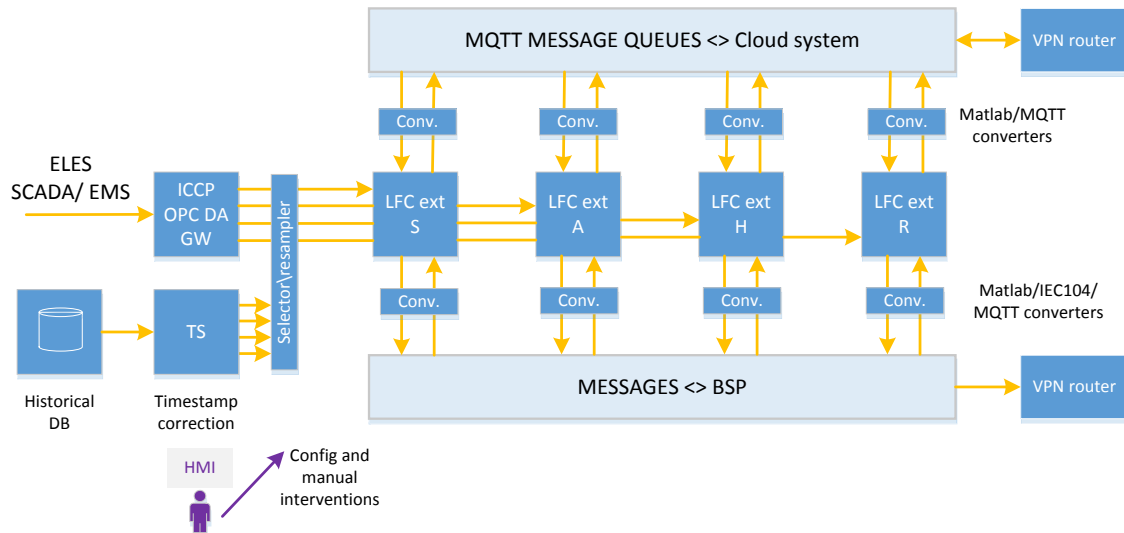 MQTT MESSAGE QUEUES <> Cloud system
VPN router
Conv.
Conv.
Conv.
Conv.
Matlab/MQTT
converters
ELES
SCADA/ EMS
ICCP
OPC DA
GW
Selector\resampler
LFC ext
S
LFC ext
A
LFC ext
H
LFC ext
R
Conv.
Conv.
Conv.
Conv.
Matlab/IEC104/
MQTT converters
TS
Historical
DB
Timestamp
correction
MESSAGES <> BSP
VPN router
HMI
Config and
manual
interventions